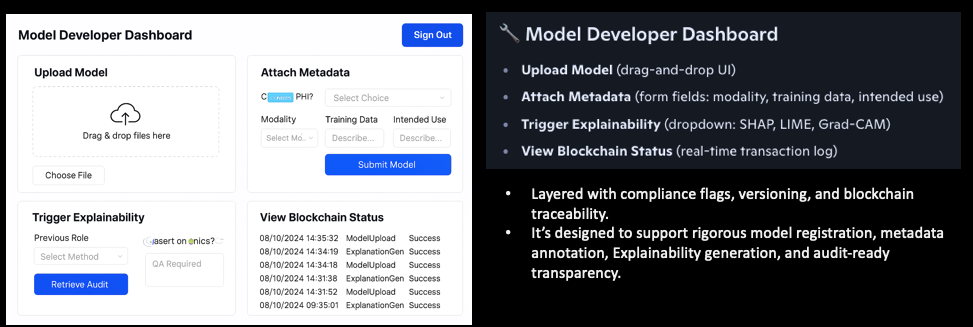 Model Developer Dashboard
Sign Out
Upload Model
Drag & drop files here
Choose File
Attach Metadata
PHI?
Select Choice
Modality
Training Data
Intended Use
Select Mo..
Describe...
Describe...
Submit Model
Trigger Explainability
Previous Role
Select Method
QA Required
Retrieve Audit
View Blockchain Status
08/10/2024 14:35:32 ModelUpload Success
08/10/2024 14:34:19 ExplanationGen Success
08/10/2024 14:34:18 ModelUpload Success
08/10/2024 14:31:38 ExplanationGen Success
08/10/2024 14:31:52 ModelUpload Success
08/10/2024 09:35:01 ExplanationGen Success
🔧 Model Developer Dashboard
• Upload Model (drag-and-drop UI)
• Attach Metadata (form fields: modality, training data, intended use)
• Trigger Explainability (dropdown: SHAP, LIME, Grad-CAM)
• View Blockchain Status (real-time transaction log)
• Layered with compliance flags, versioning, and blockchain
traceability.
• It's designed to support rigorous model registration, metadata
annotation, Explainability generation, and audit-ready
transparency.